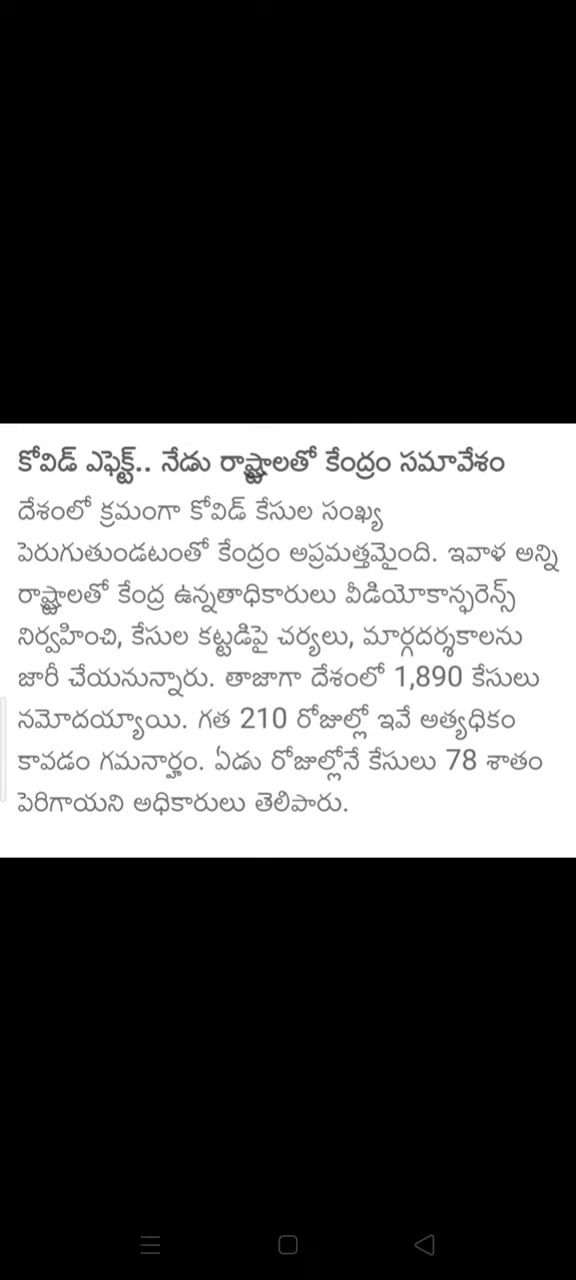 కోవిడ్ ఎఫెక్ట్.. నేడు రాష్ట్రాలతో కేంద్రం సమావేశం
దేశంలో క్రమంగా కోవిడ్ కేసుల సంఖ్య
పెరుగుతుండటంతో కేంద్రం అప్రమత్తమైంది. ఇవాళ అన్ని
రాష్ట్రాలతో కేంద్ర ఉన్నతాధికారులు వీడియోకాన్ఫరెన్స్
నిర్వహించి, కేసుల కట్టడిపై చర్యలు, మార్గదర్శకాలను
జారీ చేయనున్నారు. తాజాగా దేశంలో 1,890 కేసులు
నమోదయ్యాయి. గత 210 రోజుల్లో ఇవే అత్యధికం
కావడం గమనార్హం. ఏడు రోజుల్లోనే కేసులు 78 శాతం
పెరిగాయని అధికారులు తెలిపారు.